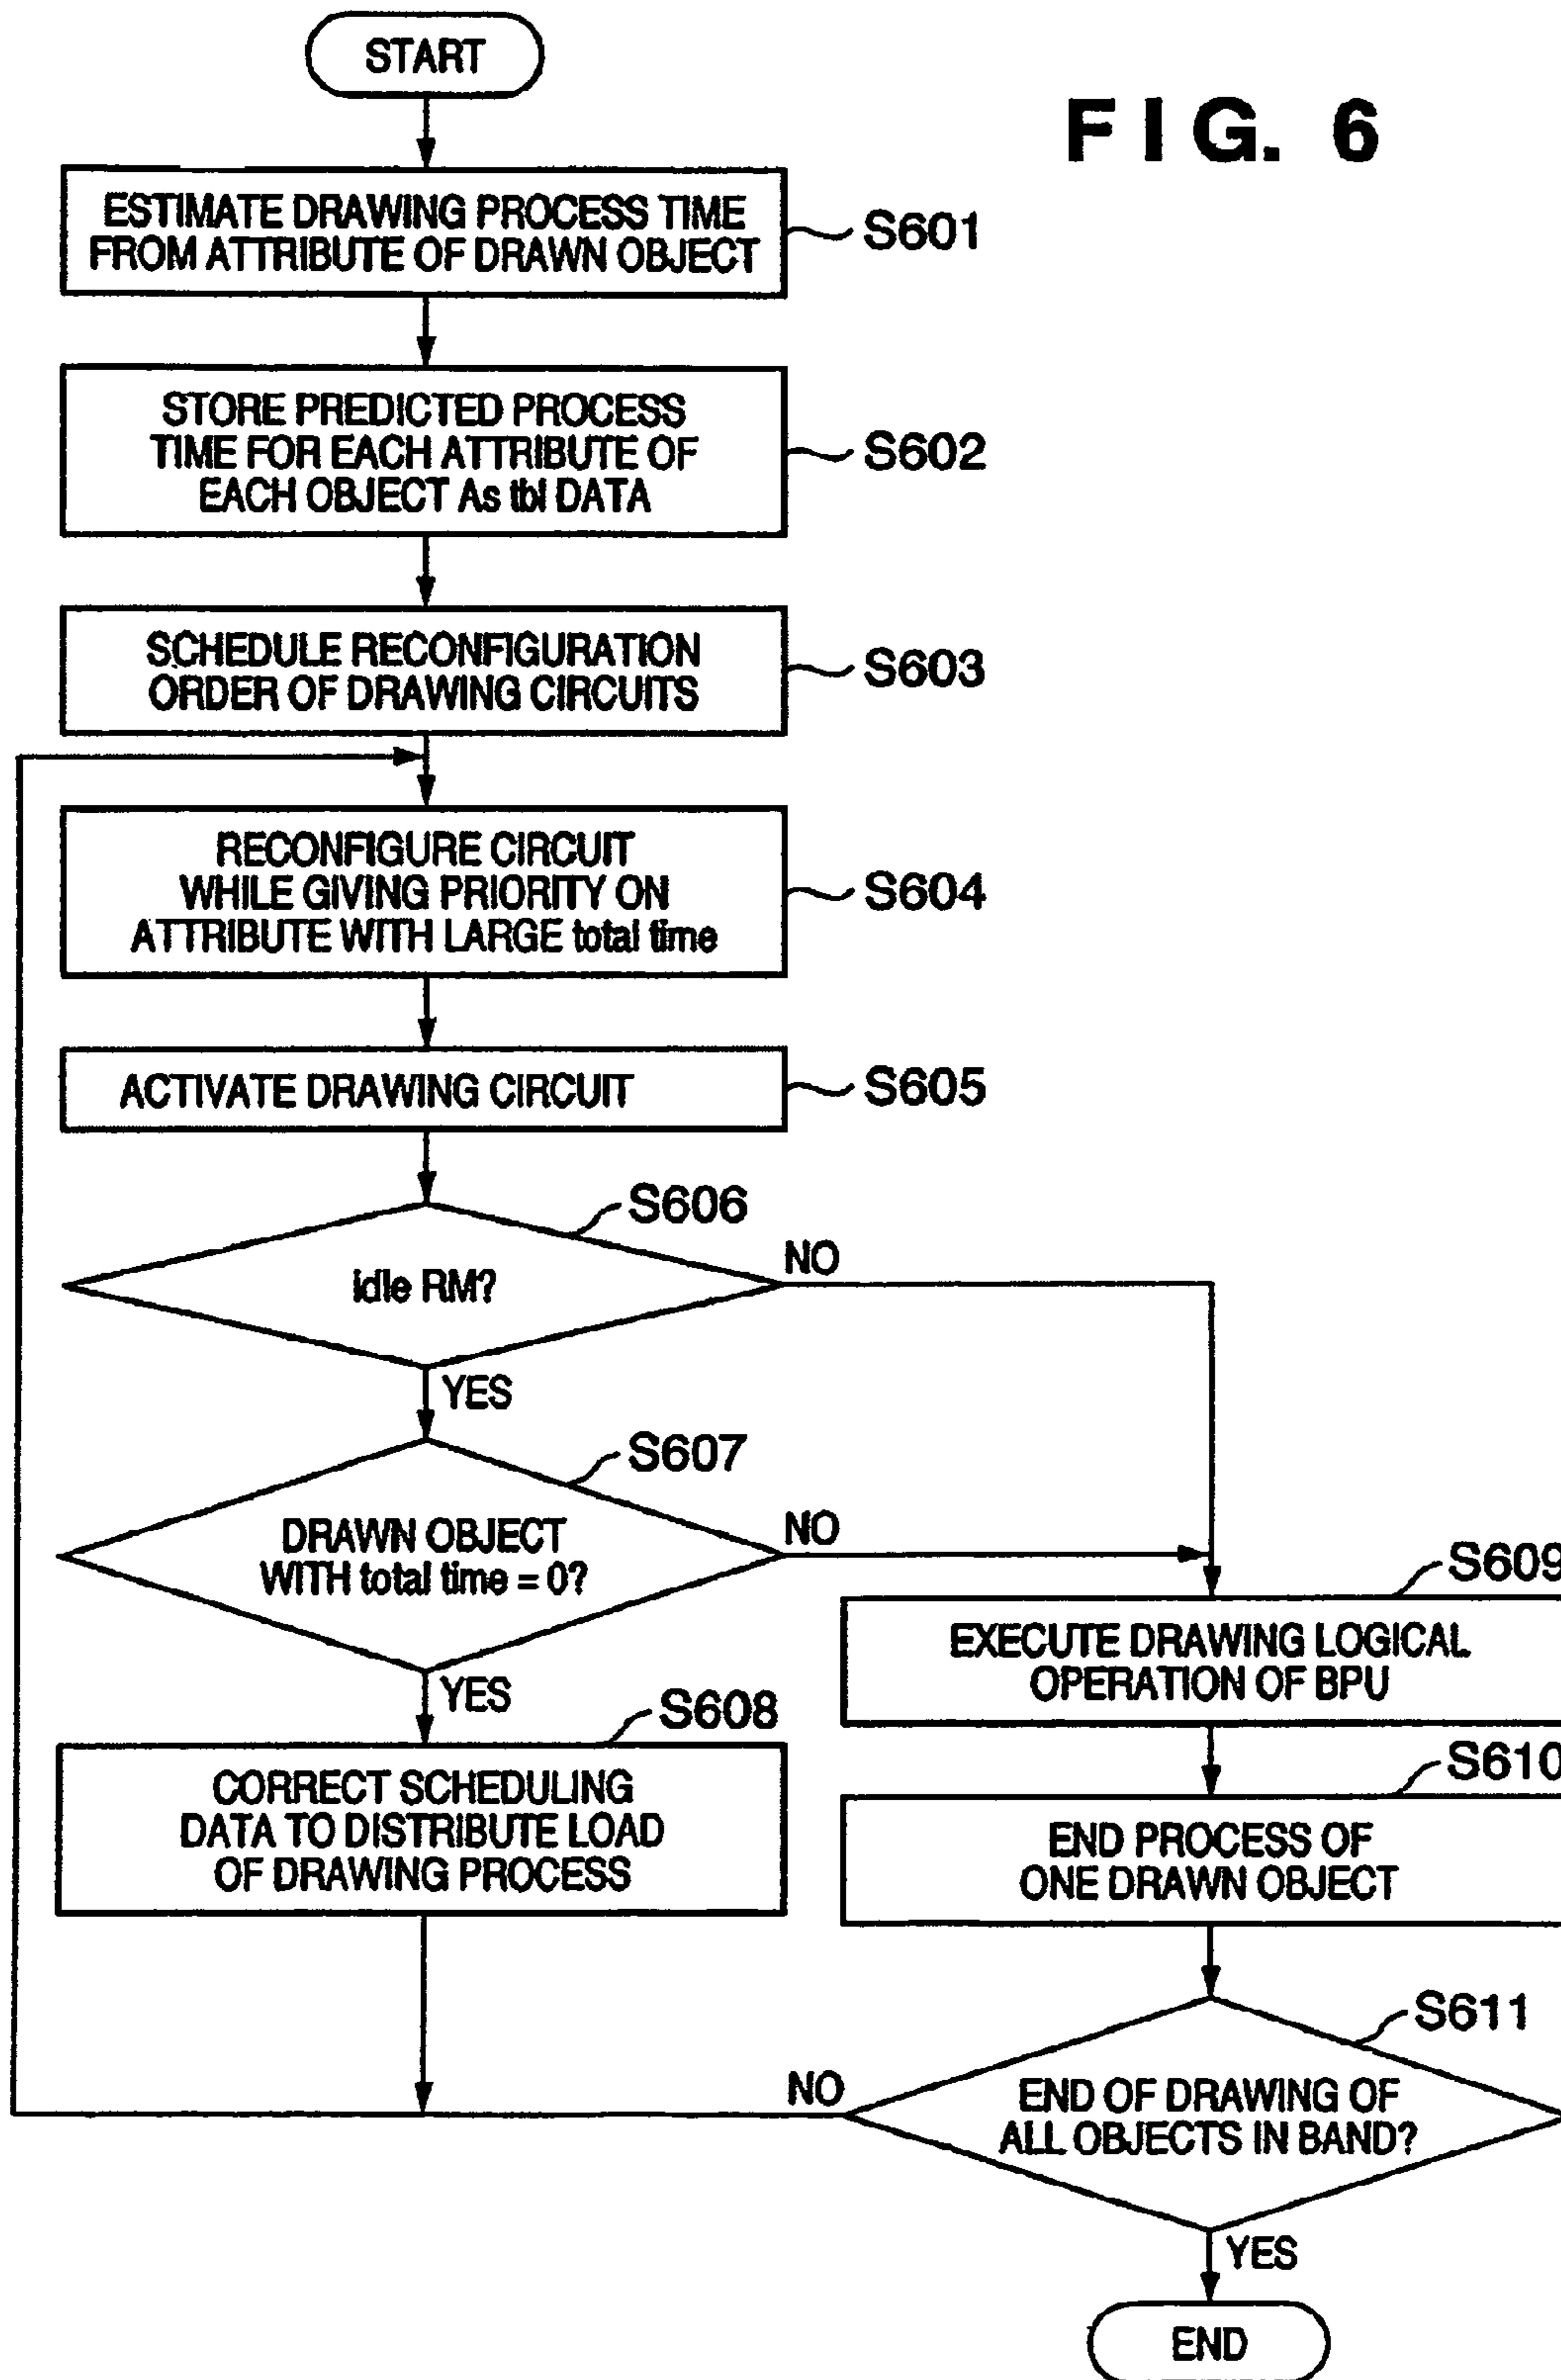 START
FIG. 6
ESTIMATE DRAWING PROCESS TIME
FROM ATTRIBUTE OF DRAWN OBJECT
S601
STORE PREDICTED PROCESS
TIME FOR EACH ATTRIBUTE OF
EACH OBJECT As tbl DATA
S602
SCHEDULE RECONFIGURATION
ORDER OF DRAWING CIRCUITS
S603
RECONFIGURE CIRCUIT
WHILE GIVING PRIORITY ON
ATTRIBUTE WITH LARGE total time
S604
ACTIVATE DRAWING CIRCUIT
S605
S606
idle RM?
NO
YES
S607
DRAWN OBJECT
WITH total time = 0?
NO
YES
S608
CORRECT SCHEDULING
DATA TO DISTRIBUTE LOAD
OF DRAWING PROCESS
S609
EXECUTE DRAWING LOGICAL
OPERATION OF BPU
S610
END PROCESS OF
ONE DRAWN OBJECT
S611
END OF DRAWING OF
ALL OBJECTS IN BAND?
NO
YES
END